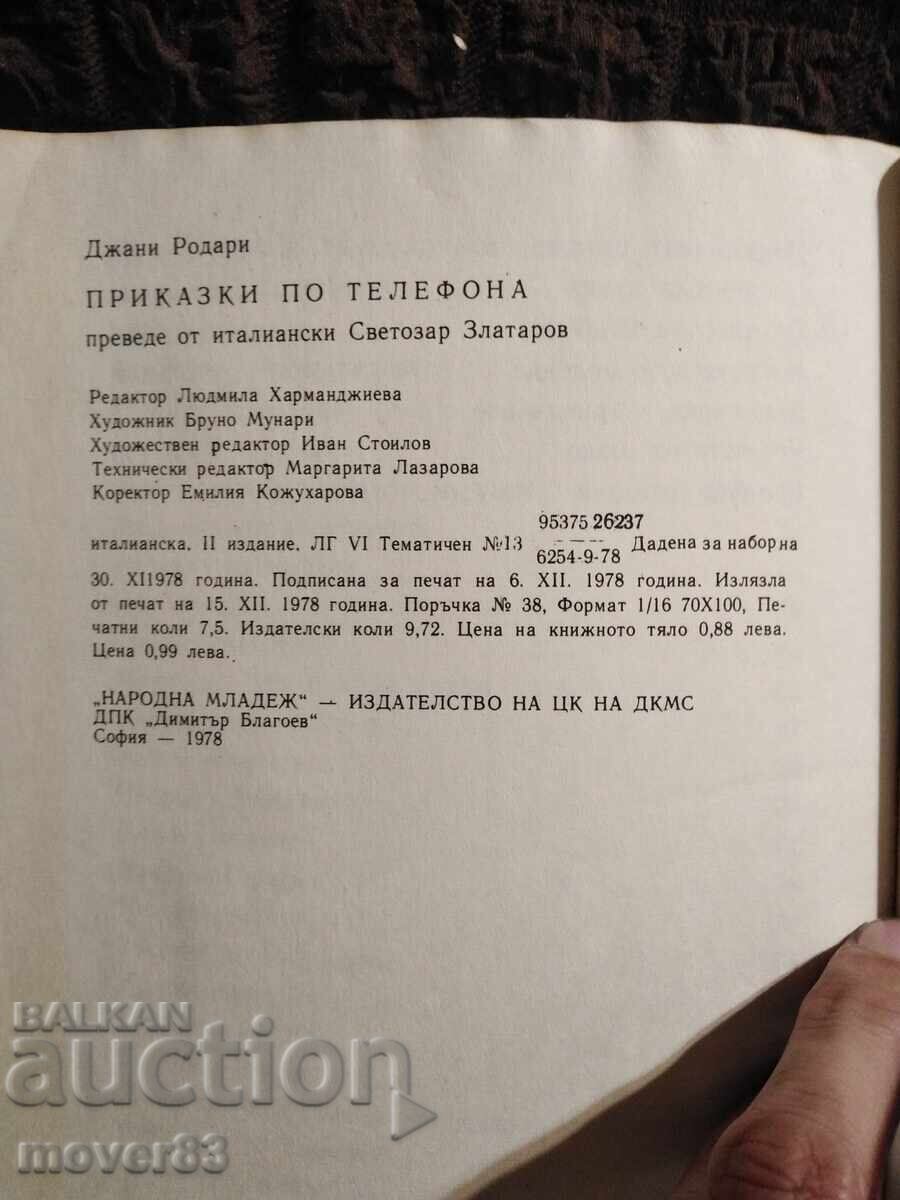 Джани Родари
ПРИКАЗКИ ПО ТЕЛЕФОНА
преведе от италиански Светозар Златаров
Редактор Людмила Харманджиева
Художник Бруно Мунари
Художествен редактор Иван Стоилов
Технически редактор Маргарита Лазарова
Коректор Емилия Кожухарова
95375 26237
италианска. II издание. ЛГ VI Тематичен №13 6254-9-78 Дадена за набор на
30. XI1978 година. Подписана за печат на 6. XII. 1978 година. Излязла
от печат на 15. XII. 1978 година. Поръчка № 38, Формат 1/16 70X100, Пе-
чатни коли 7,5. Издателски коли 9,72. Цена на книжното тяло 0,88 лева.
Цена 0,99 лева.
„НАРОДНА МЛАДЕЖ“ — ИЗДАТЕЛСТВО НА ЦК НА ДКМС
ДПК „Димитър Благоев“
София — 1978
BALKAN
auction
mover83